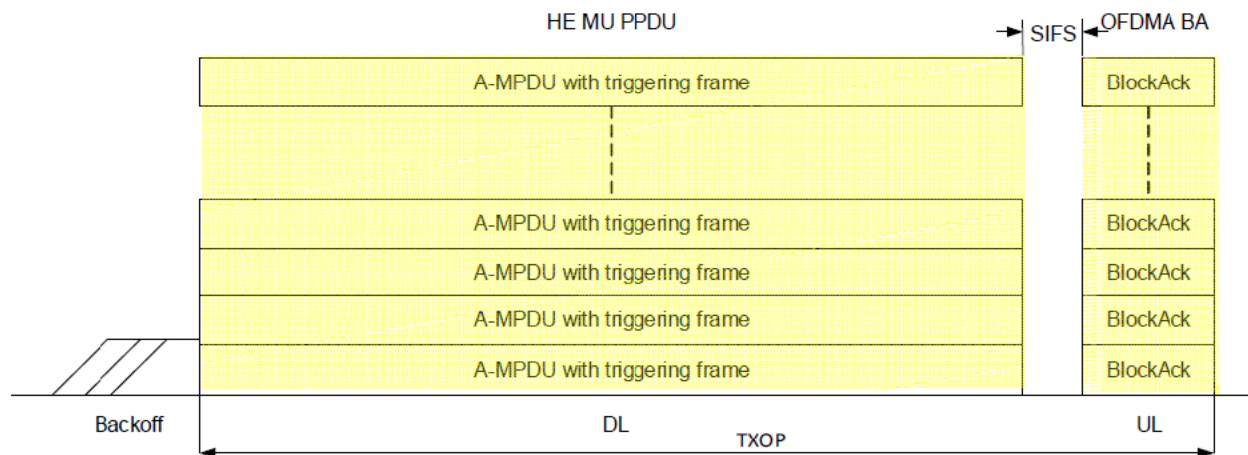 HE MU PPDU
SIFS
OFDMA BA
A-MPDU with triggering frame
BlockAck
A-MPDU with triggering frame
BlockAck
A-MPDU with triggering frame
BlockAck
A-MPDU with triggering frame
BlockAck
A-MPDU with triggering frame
BlockAck
Backoff
DL
UL
TXOP